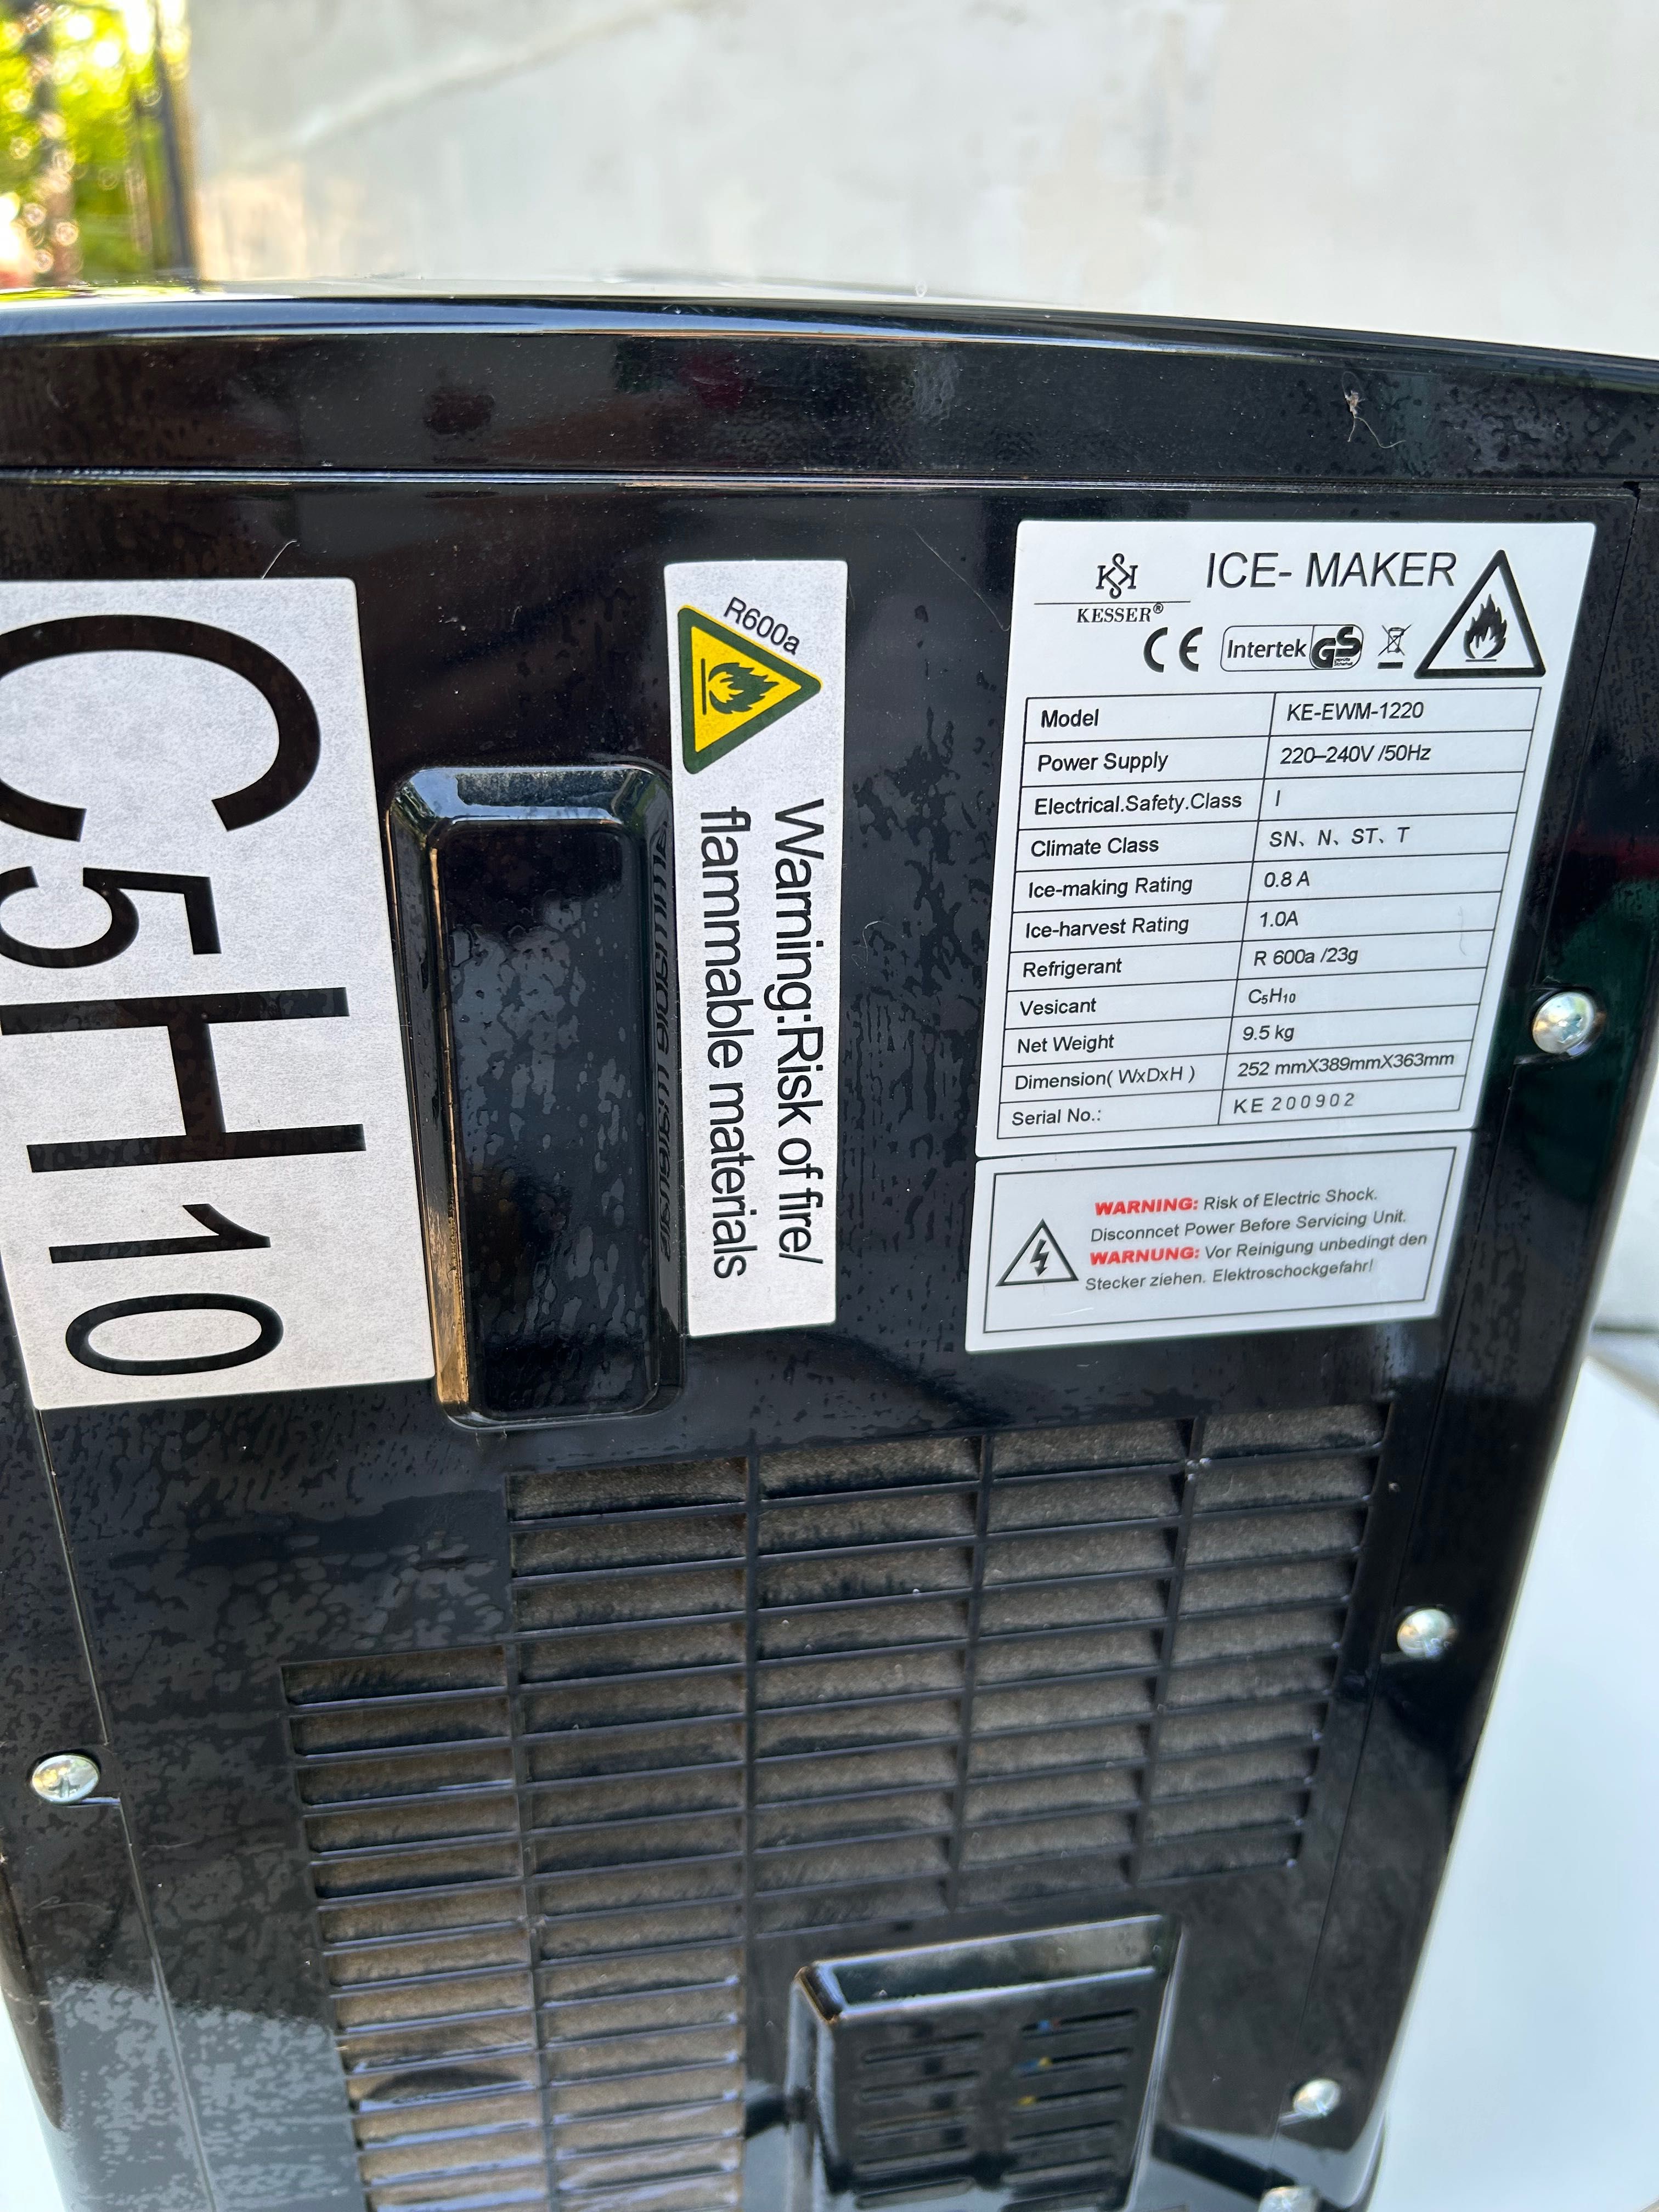 KESSER®
ICE- MAKER
CE Intertek GS
Model KE-EWM-1220
Power Supply 220–240V /50Hz
Electrical.Safety.Class I
Climate Class SN、N、ST、T
Ice-making Rating 0.8 A
Ice-harvest Rating 1.0A
Refrigerant R 600a /23g
Vesicant C₅H₁₀
Net Weight 9.5 kg
Dimension( WxDxH ) 252 mmX389mmX363mm
Serial No.: KE 200902
WARNING: Risk of Electric Shock.
Disconncet Power Before Servicing Unit.
WARNUNG: Vor Reinigung unbedingt den
Stecker ziehen. Elektroschockgefahr!
R600a
Warning:Risk of fire/
flammable materials
C5H10